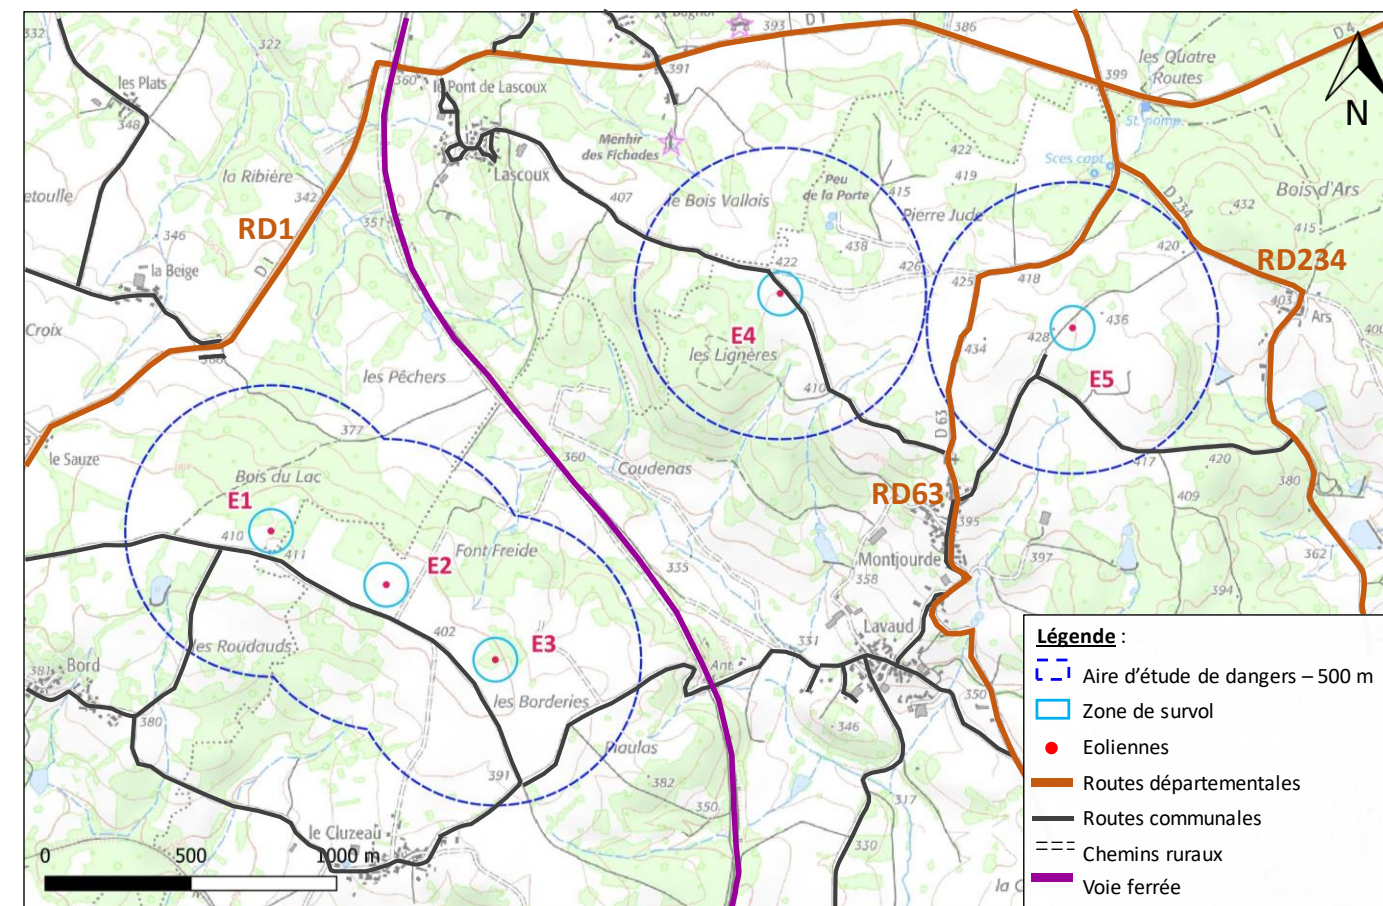 332
322
393
D 1
386
D 4
les Quatre
Routes
391
399
360
le Pont de Lascoux
les Plats
348
St. pomp.
N
Menhir
des Fichades
Lascoux
422
419
Sces capt.
la Ribière
342
407
le Bois Vallais
Peu
de la Porte
415
Pierre Jude
D 234
432
Bois d'Ars
415
RD1
351
346
438
420
422
426
RD234
la Beige
D 1
425
418
403
Ars
Croix
E4
les Lignères
428
436
434
E5
400
les Pêchers
410
377
D 63
le Sauze
360
Coudenas
417
420
380
Bois du Lac
RD63
409
E1
410
411
395
Font Freide
E2
Montjourde
397
362
335
358
394
402
E3
331
Lavaud
les Roudauds
381
Bord
Ant.
350
les Borderies
380
346
391
382
350
317
le Cluzeau
330
0
500
1000 m
Légende :
Aire d'étude de dangers – 500 m
Zone de survol
Eoliennes
Routes départementales
Routes communales
Chemins ruraux
Voie ferrée